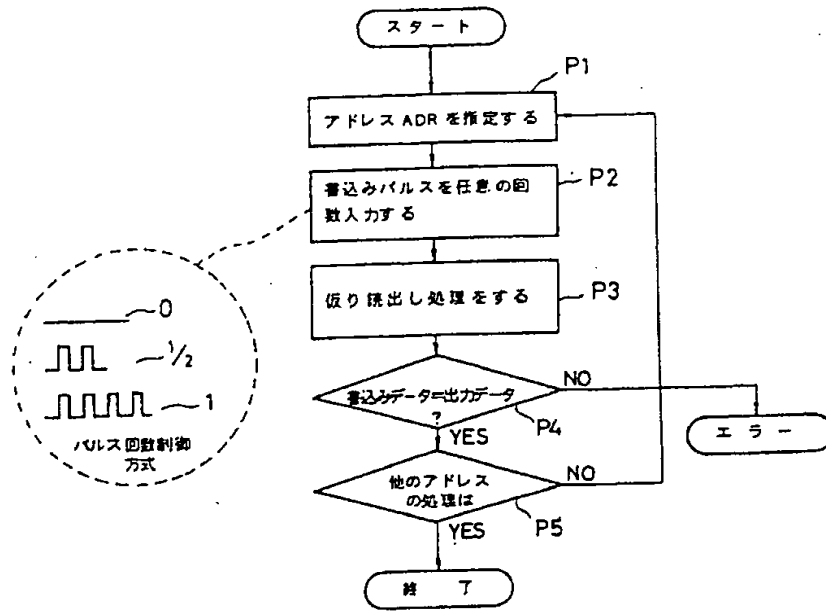 スタート
P1
アドレス ADR を指定する
書込みパルスを任意の回
数入力する
P2
仮り読出し処理をする
P3
0
1/2
1
パルス回数制御
方式
書込みデータ=出力データ
?
NO
P4
YES
エラー
他のアドレス
の処理は
NO
P5
YES
終了